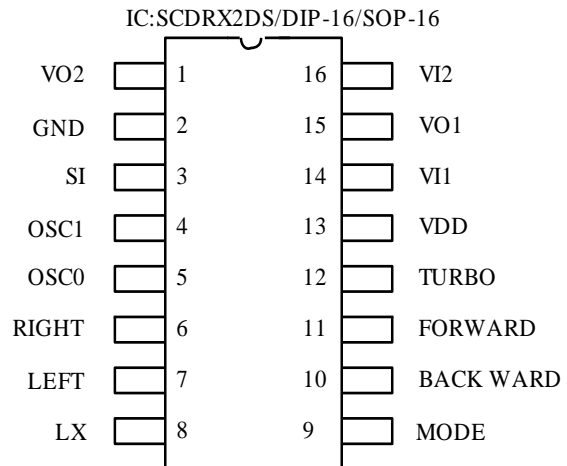 IC:SCDRX2DS/DIP-16/SOP-16
VO2 1 16 VI2
GND 2 15 VO1
SI 3 14 VI1
OSC1 4 13 VDD
OSC0 5 12 TURBO
RIGHT 6 11 FORWARD
LEFT 7 10 BACK WARD
LX 8 9 MODE